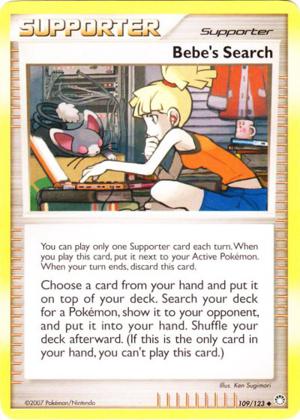 SUPPORTER
Supporter
Bebe's Search
You can play only one Supporter card each turn. When
you play this card, put it next to your Active Pokémon.
When your turn ends, discard this card.
Choose a card from your hand and put it
on top of your deck. Search your deck
for a Pokémon, show it to your opponent,
and put it into your hand. Shuffle your
deck afterward. (If this is the only card in
your hand, you can't play this card.)
Illus. Ken Sugimori
©2007 Pokémon/Nintendo
109/123